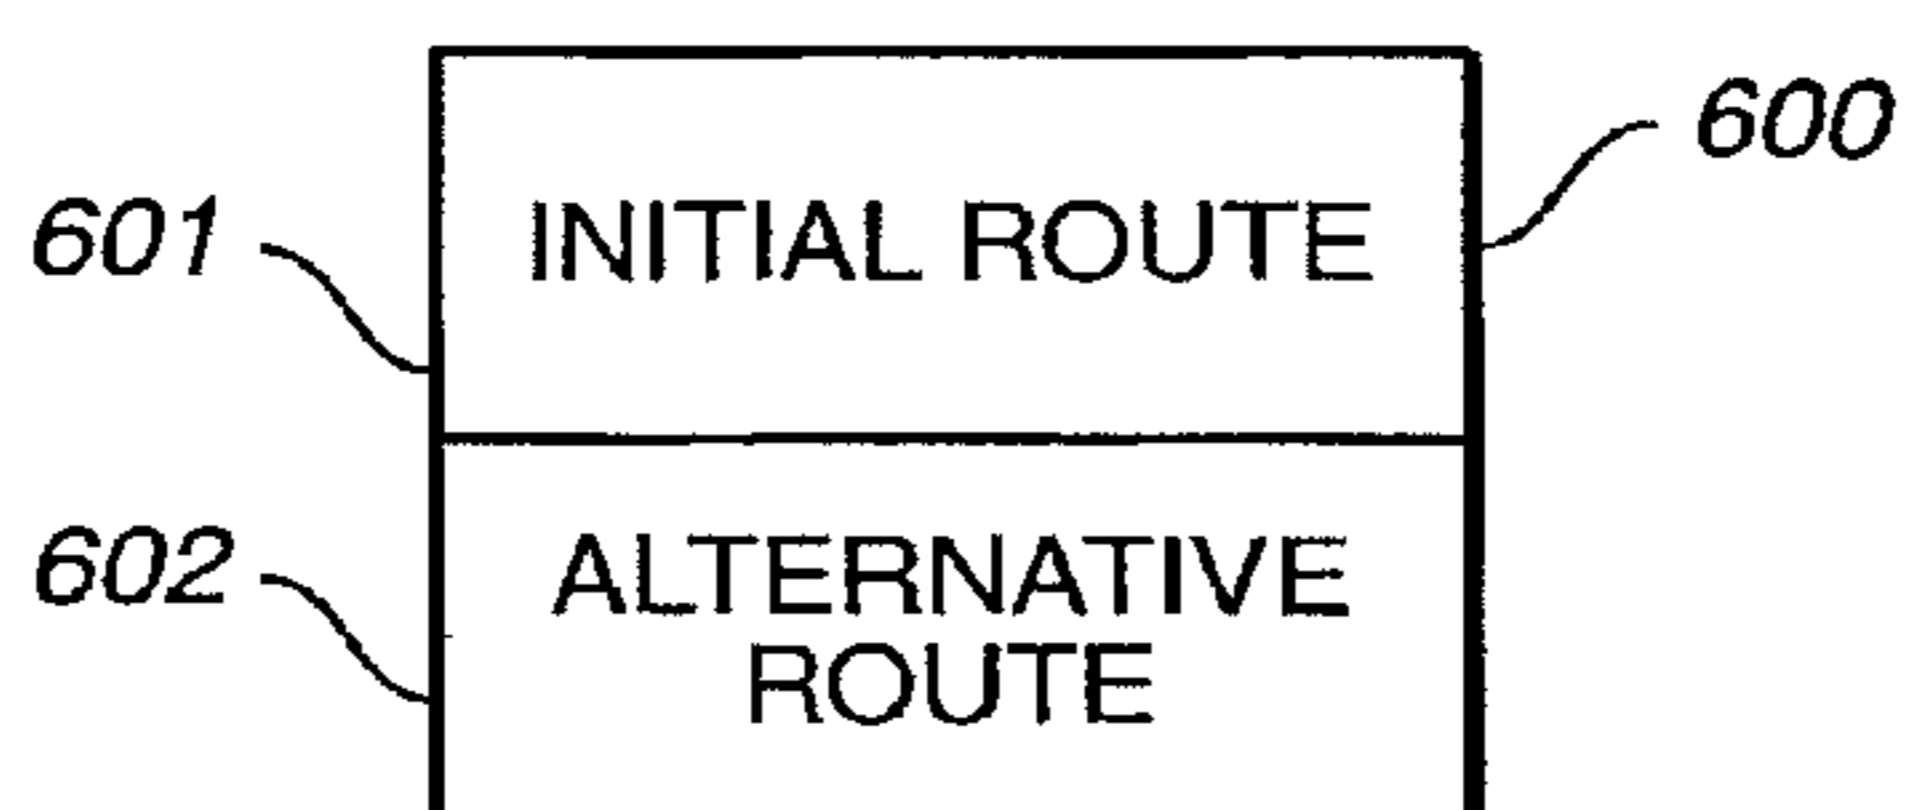 600
601
INITIAL ROUTE
602
ALTERNATIVE
ROUTE